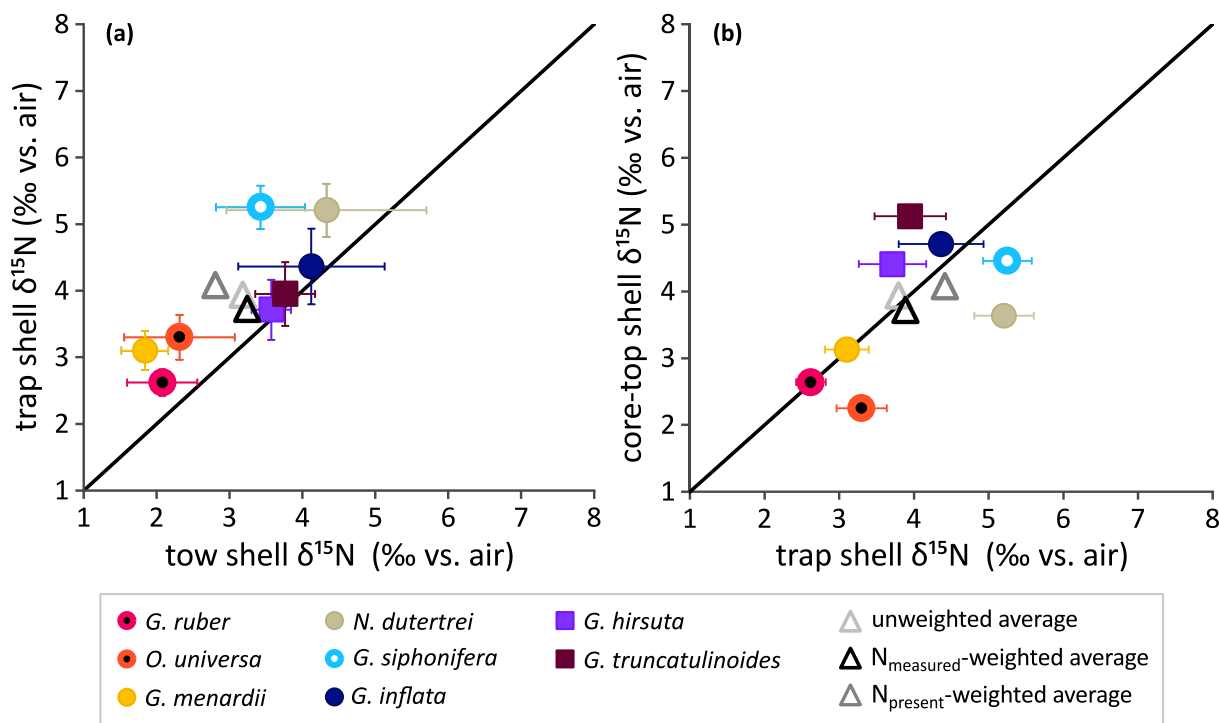 (a)
8
7
6
5
4
3
2
1
trap shell δ¹⁵N (‰ vs. air)
1 2 3 4 5 6 7 8
tow shell δ¹⁵N (‰ vs. air)
(b)
8
7
6
5
4
3
2
1
core-top shell δ¹⁵N (‰ vs. air)
1 2 3 4 5 6 7 8
trap shell δ¹⁵N (‰ vs. air)
G. ruber N. dutertrei G. hirsuta unweighted average
O. universa G. siphonifera G. truncatulinoides Nmeasured-weighted average
G. menardii G. inflata Npresent-weighted average